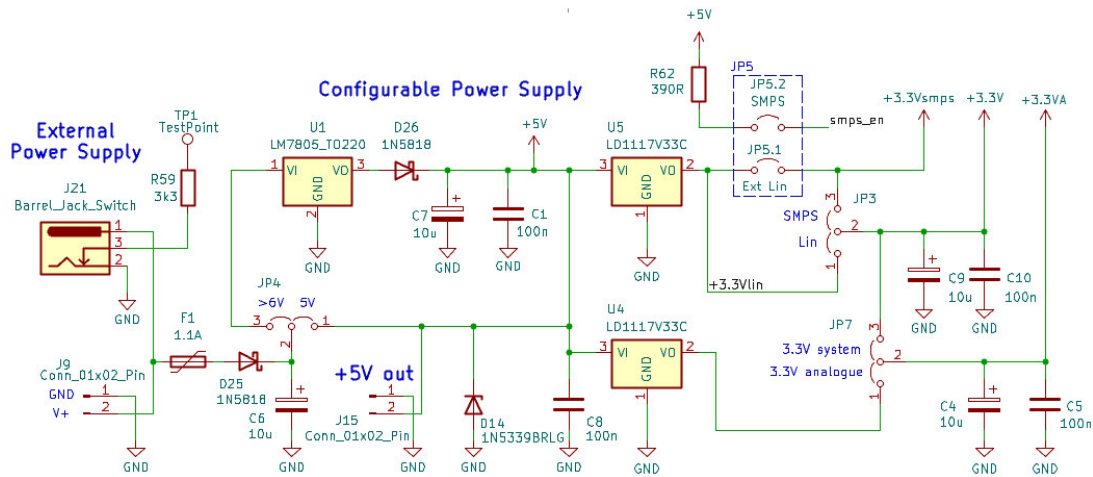 +5V
JP5
R62
390R
JP5.2
SMPS
Configurable Power Supply
+3.3Vsmps
+3.3V
+3.3VA
TP1
TestPoint
smps_en
External
Power Supply
U1
LM7805_TO220
D26
1N5818
+5V
U5
LD1117V33C
JP5.1
J21
Barrel_Jack_Switch
R59
3k3
1
VI
VO
3
GND
2
3
VI
VO
2
GND
1
Ext Lin
JP3
C7
10u
C1
100n
SMPS
Lin
3
2
1
1
3
2
GND
GND
GND
GND
+3.3Vlin
C9
10u
C10
100n
GND
JP4
>6V
5V
3
1
2
GND
GND
F1
1.1A
U4
LD1117V33C
JP7
3.3V system
3.3V analogue
3
2
1
3
VI
VO
2
GND
1
J9
Conn_01x02_Pin
GND
1
V+
2
D25
1N5818
+5V out
C6
10u
J15
Conn_01x02_Pin
1
2
D14
1N5339BRLG
C8
100n
C4
10u
C5
100n
GND
GND
GND
GND
GND
GND
GND
GND